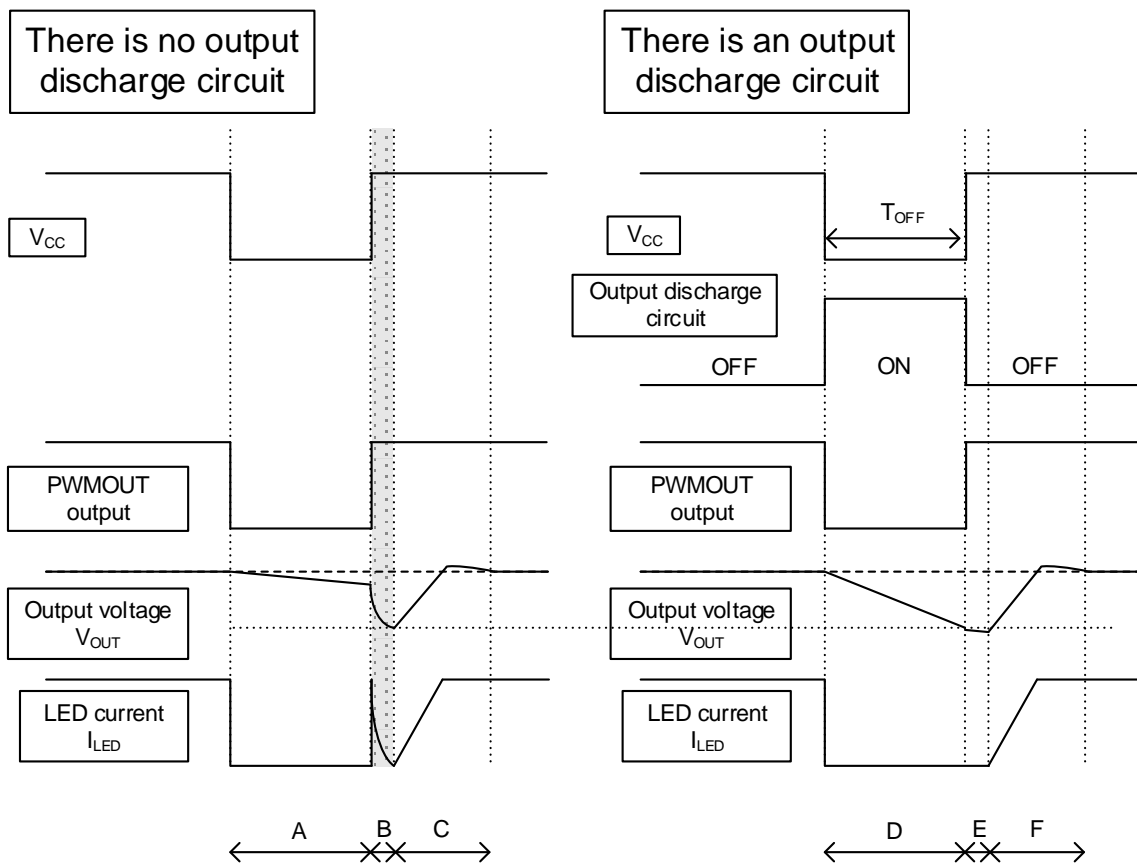 There is no output
discharge circuit
There is an output
discharge circuit
VCC
TOFF
VCC
Output discharge
circuit
OFF
ON
OFF
PWMOUT
output
PWMOUT
output
Output voltage
VOUT
Output voltage
VOUT
LED current
ILED
LED current
ILED
A
B
C
D
E
F